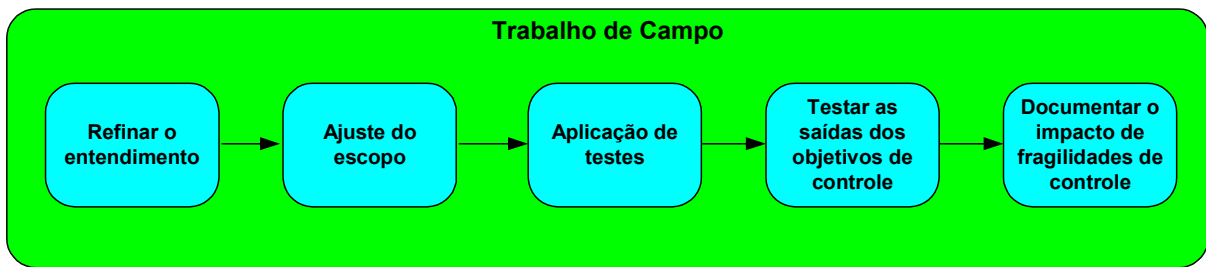 Trabalho de Campo
Refinar o
entendimento
Ajuste do
escopo
Aplicação de
testes
Testar as
saídas dos
objetivos de
controle
Documentar o
impacto de
fragilidades de
controle